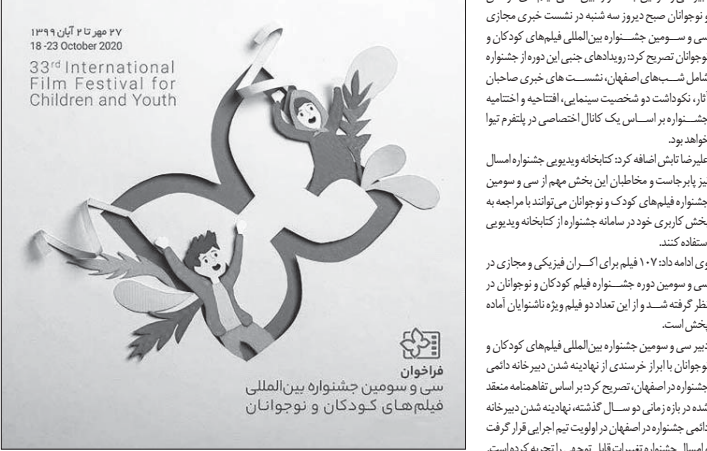 ۲۷ مهر تا ۲ آبان ۱۳۹۹
18-23 October 2020
33rd International
Film Festival for
Children and Youth
فراخوان
سی و سومین جشنواره بین‌المللی
فیلم‌های کودکان و نوجوانان
و نوجوانان صبح دیروز سه شنبه در نشست خبری مجازی
سی و سومین جشنواره بین‌المللی فیلم‌های کودکان و
نوجوانان تصریح کرد: رویدادهای جنبی این دوره از جشنواره
شامل شب‌های اصفهان، نشست های خبری صاحبان
آثار، نکوداشت دو شخصیت سینمایی، افتتاحیه و اختتامیه
جشنواره بر اساس یک کانال اختصاصی در پلتفرم تیوا
خواهد بود.
علیرضا تابش اضافه کرد: کتابخانه ویدیویی جشنواره امسال
نیز پابرجاست و مخاطبان این بخش مهم از سی و سومین
جشنواره فیلم‌های کودک و نوجوانان می‌توانند با مراجعه به
بخش کاربری خود در سامانه جشنواره از کتابخانه ویدیویی
استفاده کنند.
وی ادامه داد: ۱۰۷ فیلم برای اکران فیزیکی و مجازی در
سی و سومین دوره جشنواره فیلم کودکان و نوجوانان در
نظر گرفته شد و از این تعداد دو فیلم ویژه ناشنوایان آماده
پخش است.
دبیر سی و سومین جشنواره بین‌المللی فیلم‌های کودکان و
نوجوانان با ابراز خرسندی از نهادینه شدن دبیرخانه دائمی
جشنواره در اصفهان، تصریح کرد: بر اساس تفاهمنامه منعقد
شده در بازه زمانی دو سال گذشته، نهادینه شدن دبیرخانه
دائمی جشنواره در اصفهان در اولویت تیم اجرایی قرار گرفت
و امسال جشنواره تغییرات قابل توجهی را تجربه کرده است.